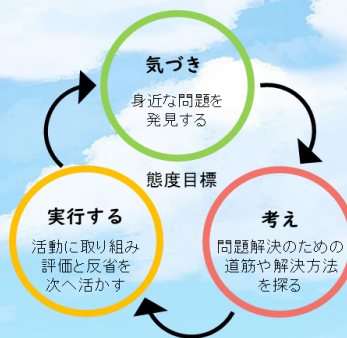 気づき
身近な問題を
発見する
態度目標
実行する
活動に取り組み
評価と反省を
次へ活かす
考え
問題解決のための
道筋や解決方法
を探る